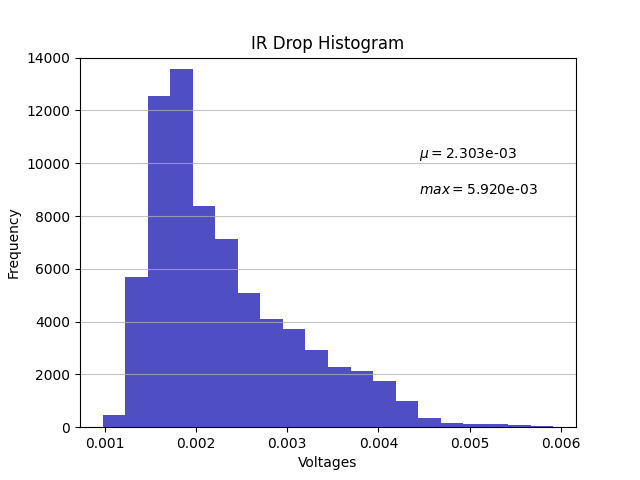 IR Drop Histogram
14000
12000
10000
8000
6000
4000
2000
0
Frequency
μ = 2.303e-03
max = 5.920e-03
0.001 0.002 0.003 0.004 0.005 0.006
Voltages